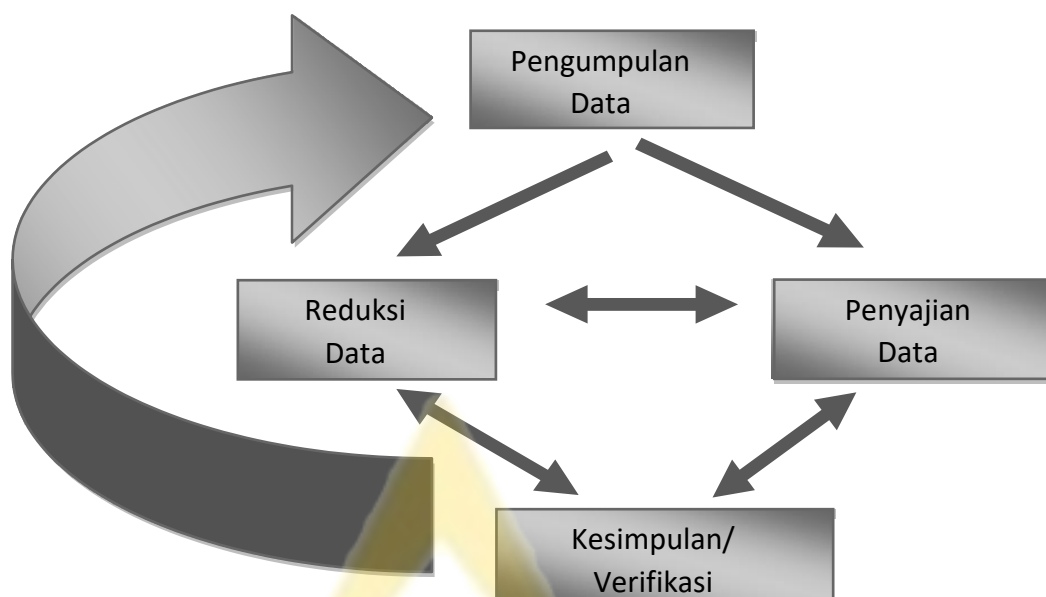 Pengumpulan
Data
Reduksi
Data
Penyajian
Data
Kesimpulan/
Verifikasi